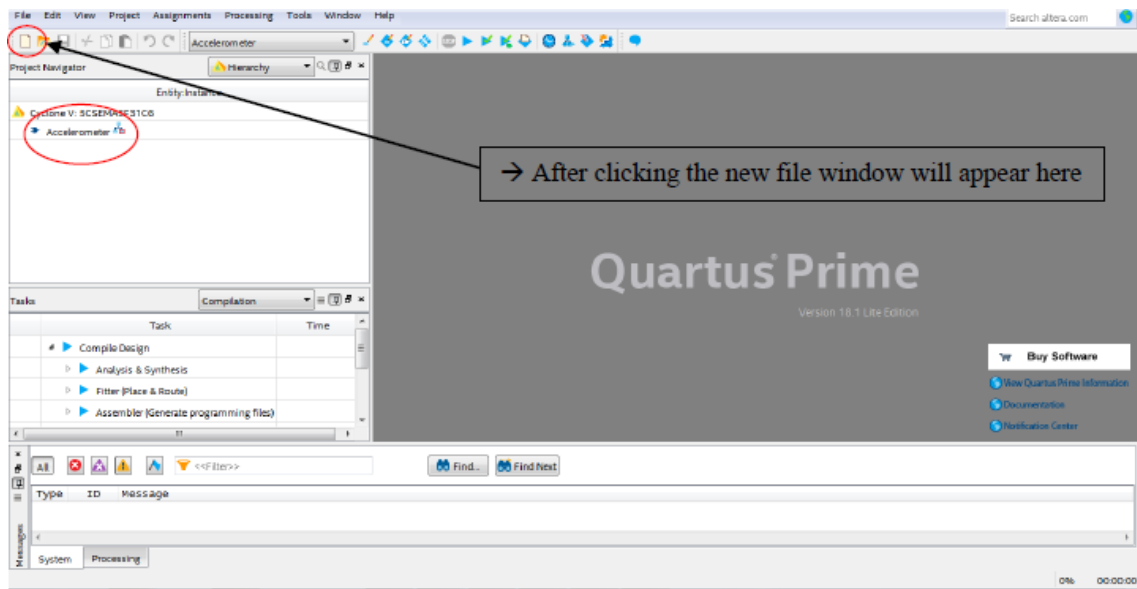 File Edit View Project Assignments Processing Tools Window Help
Search altera.com
Accelerometer
Project Navigator
Hierarchy
Entity:Instance
Cyclone V: 5CSEMA5F31C6
Accelerometer
→ After clicking the new file window will appear here
Quartus Prime
Version 18.1 Lite Edition
Tasks
Compilation
Task Time
Compile Design
Analysis & Synthesis
Fitter (Place & Route)
Assembler (Generate programming files)
Buy Software
View Quartus Prime Information
Documentation
Notification Center
All
<<Filter>>
Find...
Find Next
Type ID Message
Messages
System Processing
0% 00:00:00